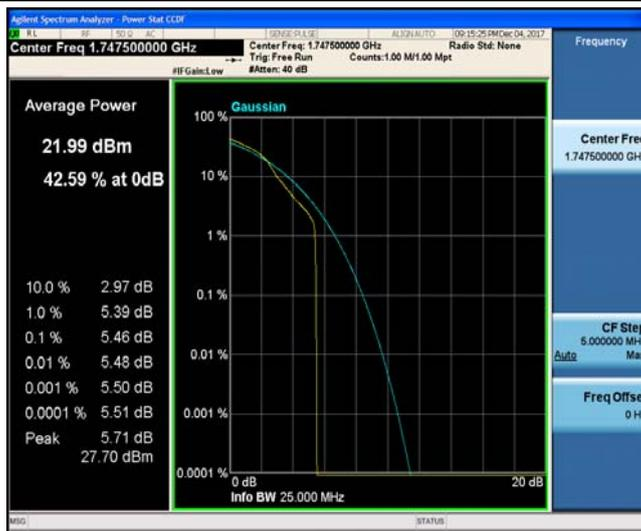 Agilent Spectrum Analyzer - Power Stat CCDF
RL RF 50 Ω AC SENSE:PULSE ALIGN AUTO 09:15:25 PM Dec 04, 2017
Center Freq 1.747500000 GHz
Center Freq: 1.747500000 GHz Radio Std: None
Trig: Free Run Counts:1.00 M/1.00 Mpt
#IFGain:Low #Atten: 40 dB
Frequency
Average Power
21.99 dBm
42.59 % at 0dB
10.0 % 2.97 dB
1.0 % 5.39 dB
0.1 % 5.46 dB
0.01 % 5.48 dB
0.001 % 5.50 dB
0.0001 % 5.51 dB
Peak 5.71 dB
27.70 dBm
Gaussian
100 %
10 %
1 %
0.1 %
0.01 %
0.001 %
0.0001 %
0 dB 20 dB
Info BW 25.000 MHz
Center Fre
1.747500000 GH
CF Ste
5.000000 MH
Auto Ma
Freq Offse
0 H
MSG STATUS